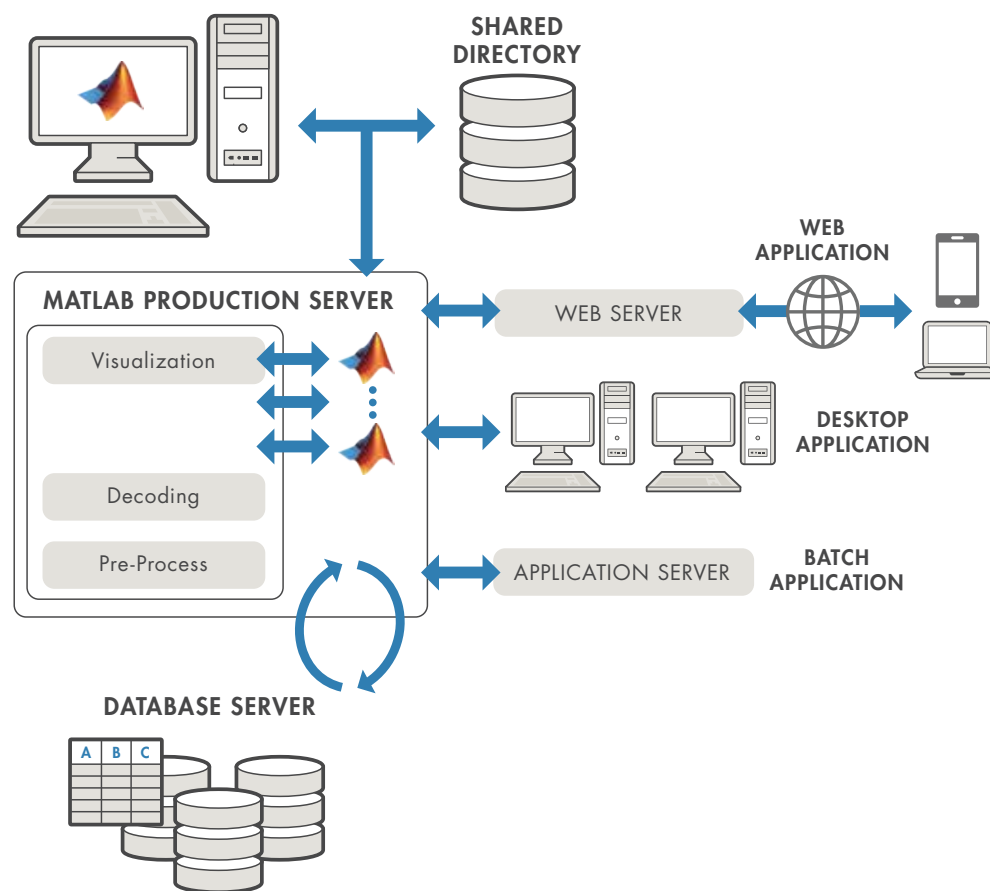 SHARED
DIRECTORY
WEB
APPLICATION
MATLAB PRODUCTION SERVER
WEB SERVER
Visualization
DESKTOP
APPLICATION
Decoding
Pre-Process
APPLICATION SERVER
BATCH
APPLICATION
DATABASE SERVER
A B C